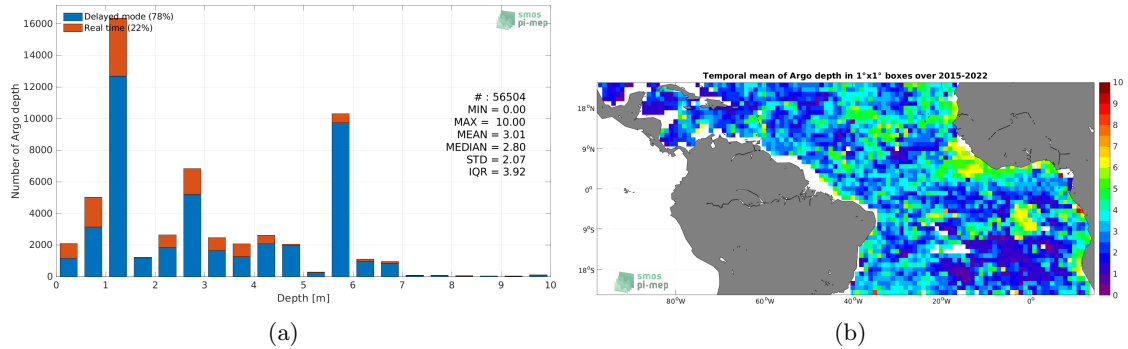 Delayed mode (78%)
Real time (22%)
smos
pi-mep
# : 56504
MIN = 0.00
MAX = 10.00
MEAN = 3.01
MEDIAN = 2.80
STD = 2.07
IQR = 3.92
Number of Argo depth
16000
14000
12000
10000
8000
6000
4000
2000
0
0 1 2 3 4 5 6 7 8 9 10
Depth [m]
(a)
Temporal mean of Argo depth in 1°x1° boxes over 2015-2022
18°N
9°N
0°
9°S
18°S
80°W 60°W 40°W 20°W 0°
10
9
8
7
6
5
4
3
2
1
0
smos
pi-mep
(b)